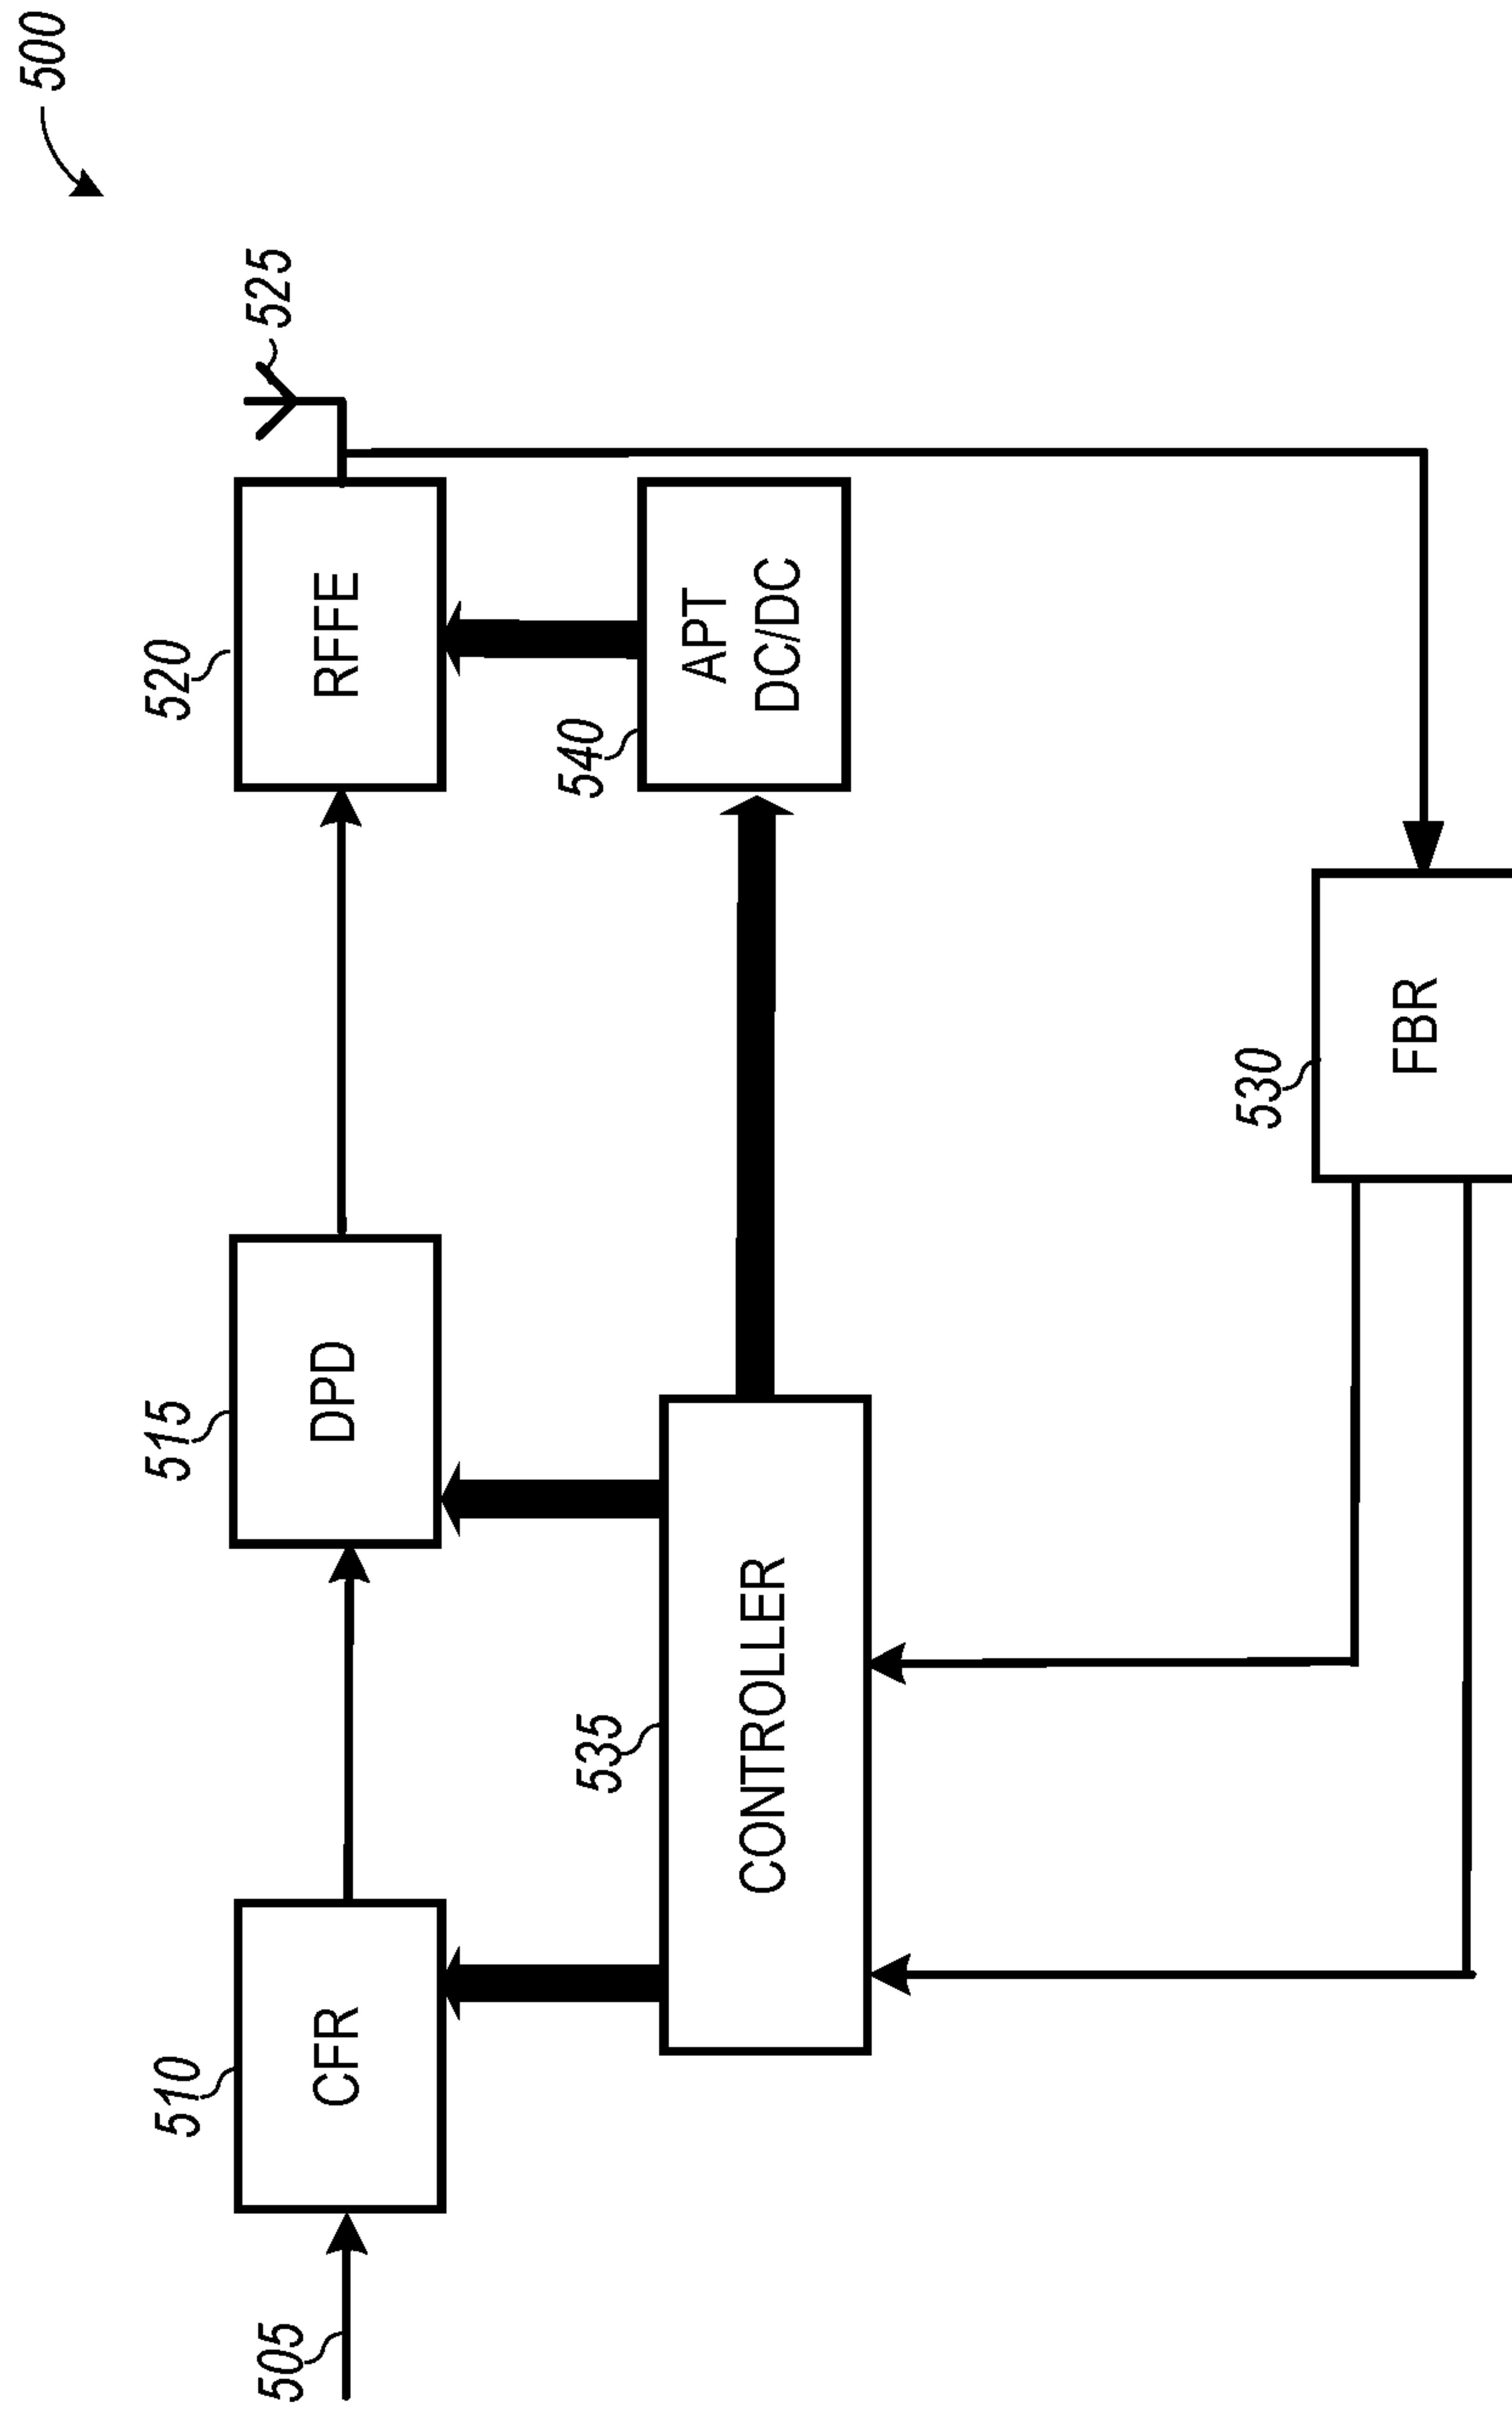 500
505
510
CFR
515
DPD
520
RFFE
525
535
CONTROLLER
540
APT
DC/DC
530
FBR